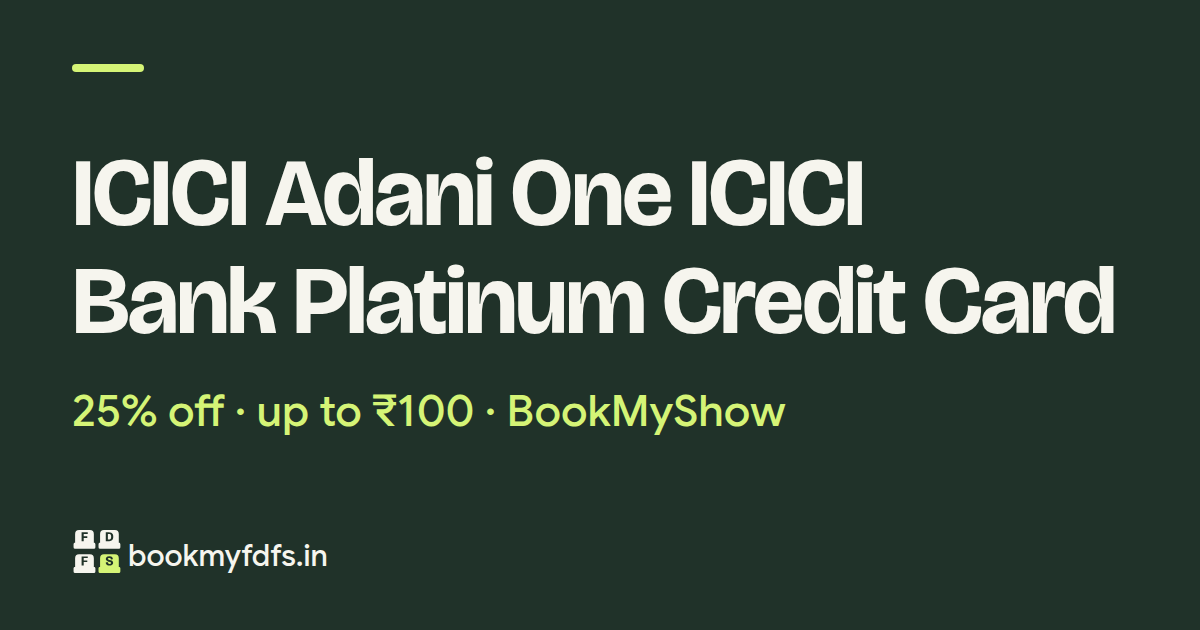 ICICI Adani One ICICI
Bank Platinum Credit Card
25% off · up to ₹100 · BookMyShow
F D
F S
bookmyfdfs.in